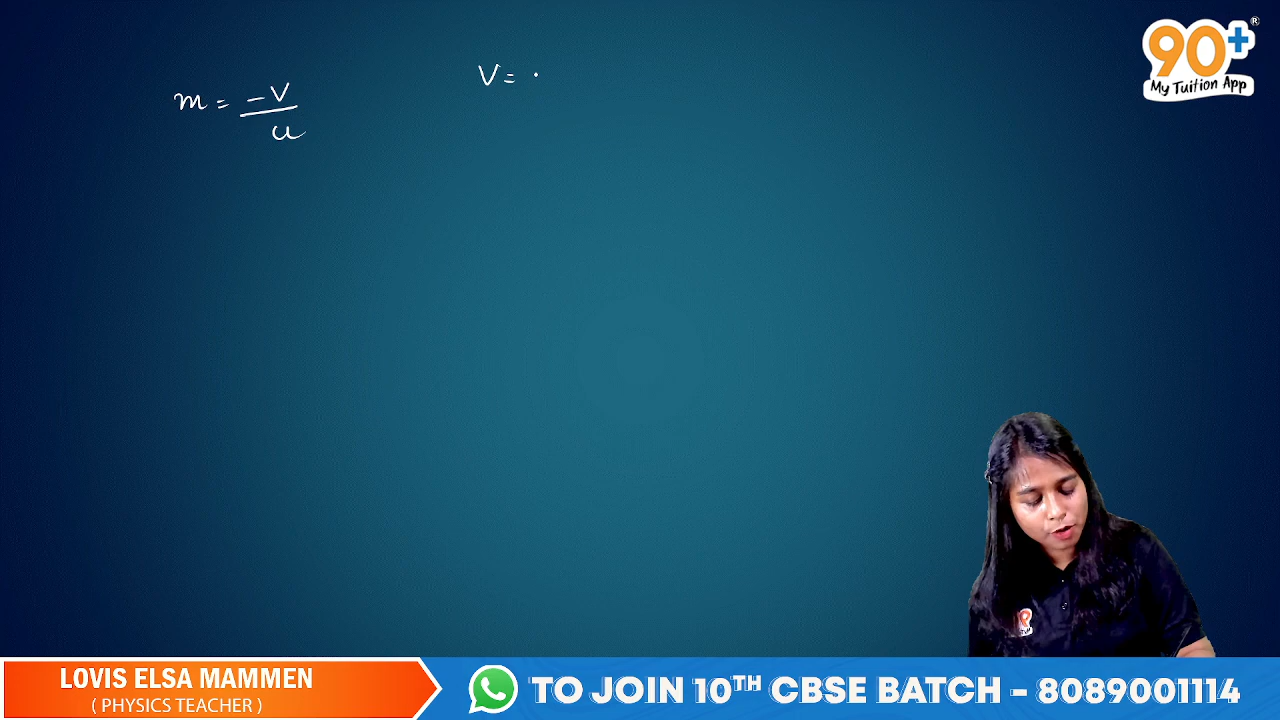 m = -v/u
V = .
90+
®
My Tuition App
LOVIS ELSA MAMMEN
( PHYSICS TEACHER )
TO JOIN 10TH CBSE BATCH - 8089001114